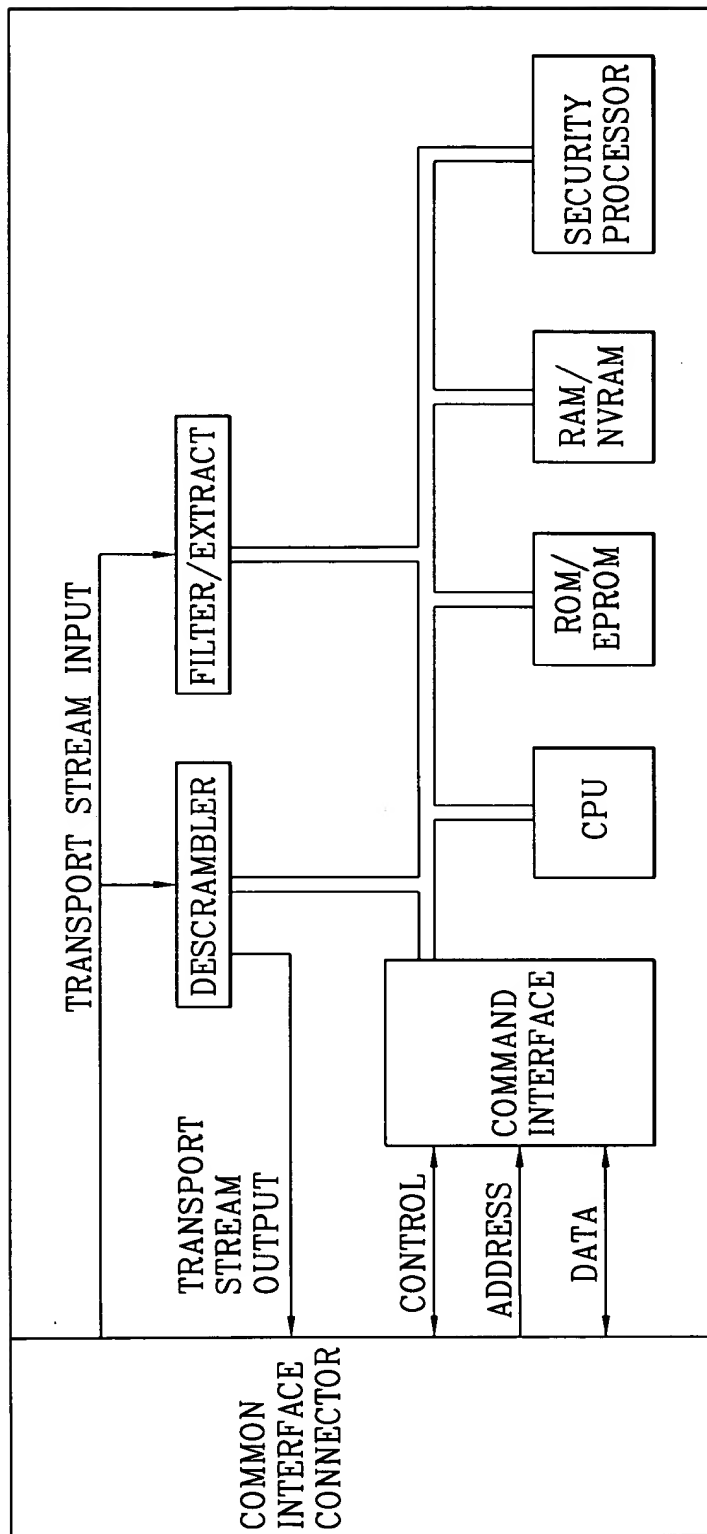 TRANSPORT STREAM INPUT
DESCRAMBLER
FILTER/EXTRACT
TRANSPORT
STREAM
OUTPUT
COMMON
INTERFACE
CONNECTOR
CONTROL
ADDRESS
DATA
COMMAND
INTERFACE
CPU
ROM/
EPROM
RAM/
NVRAM
SECURITY
PROCESSOR